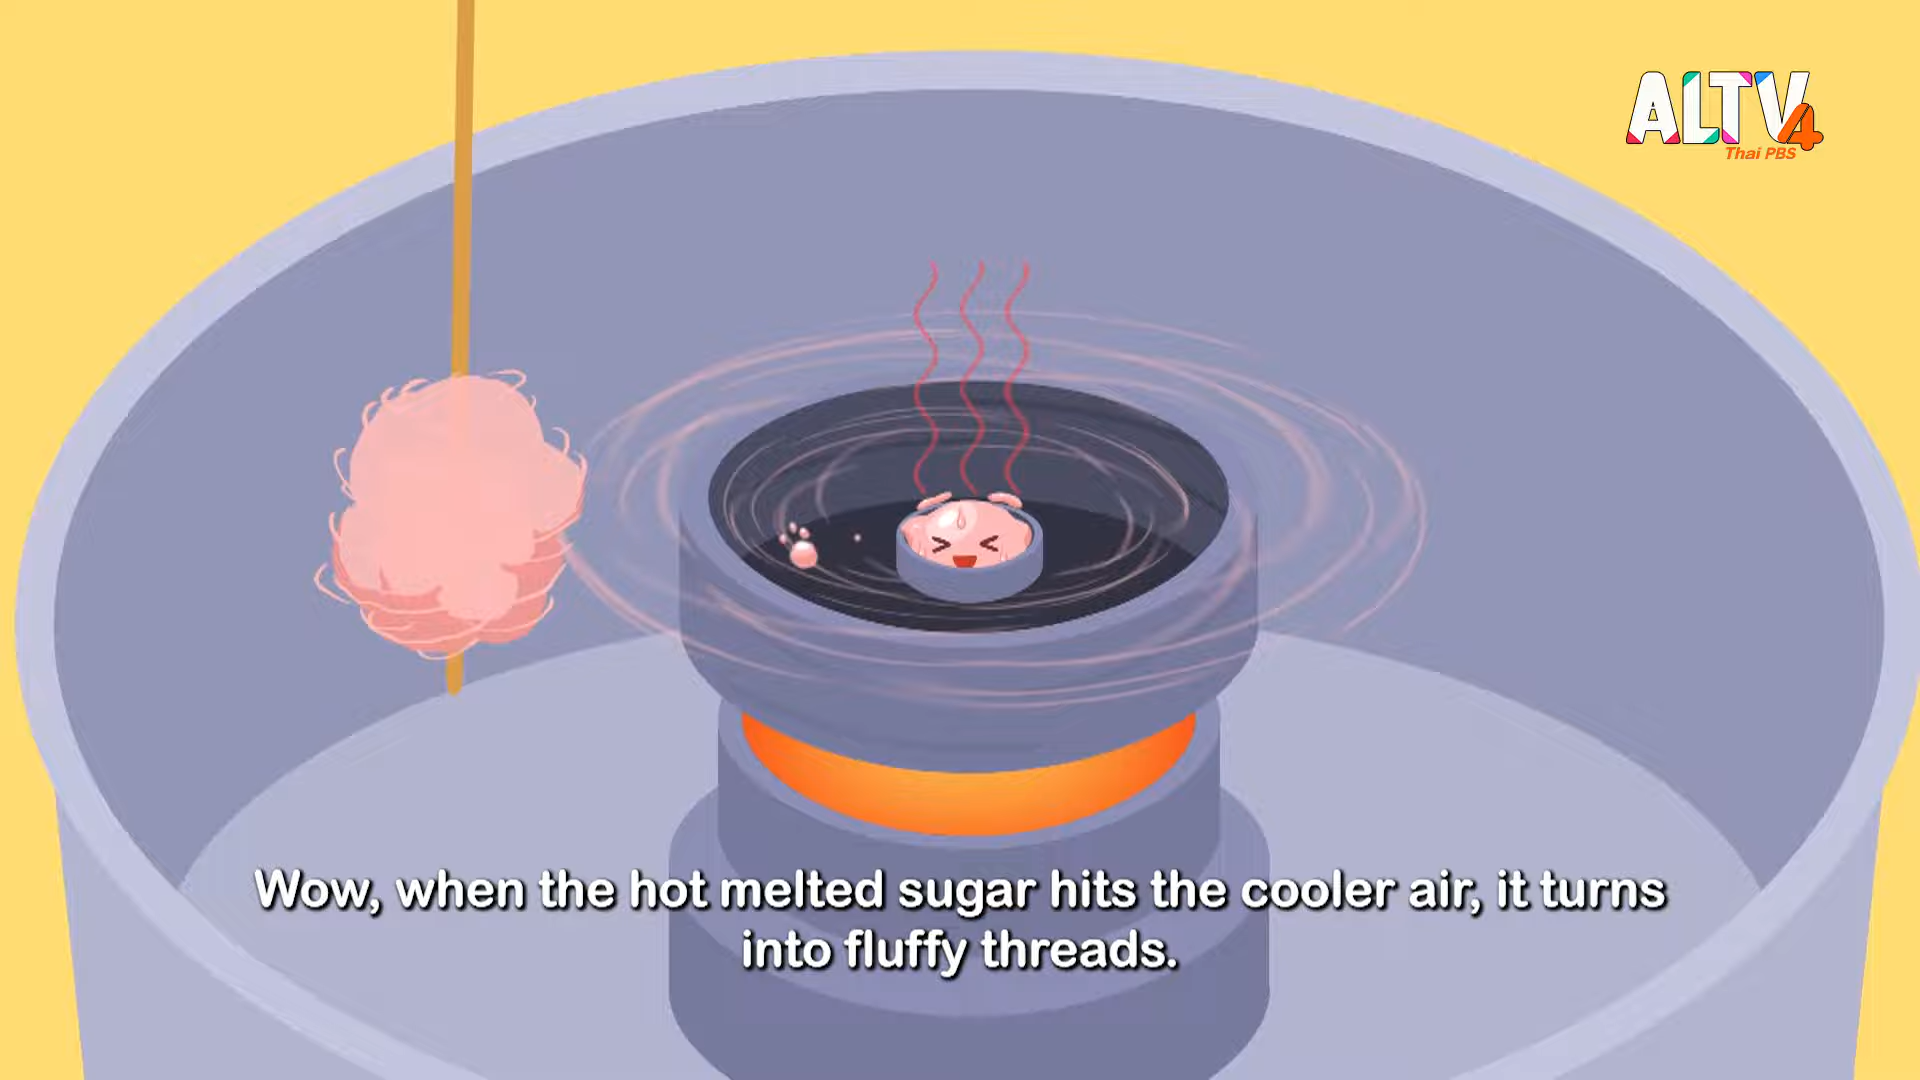 ALTV4
Thai PBS
Wow, when the hot melted sugar hits the cooler air, it turns
into fluffy threads.